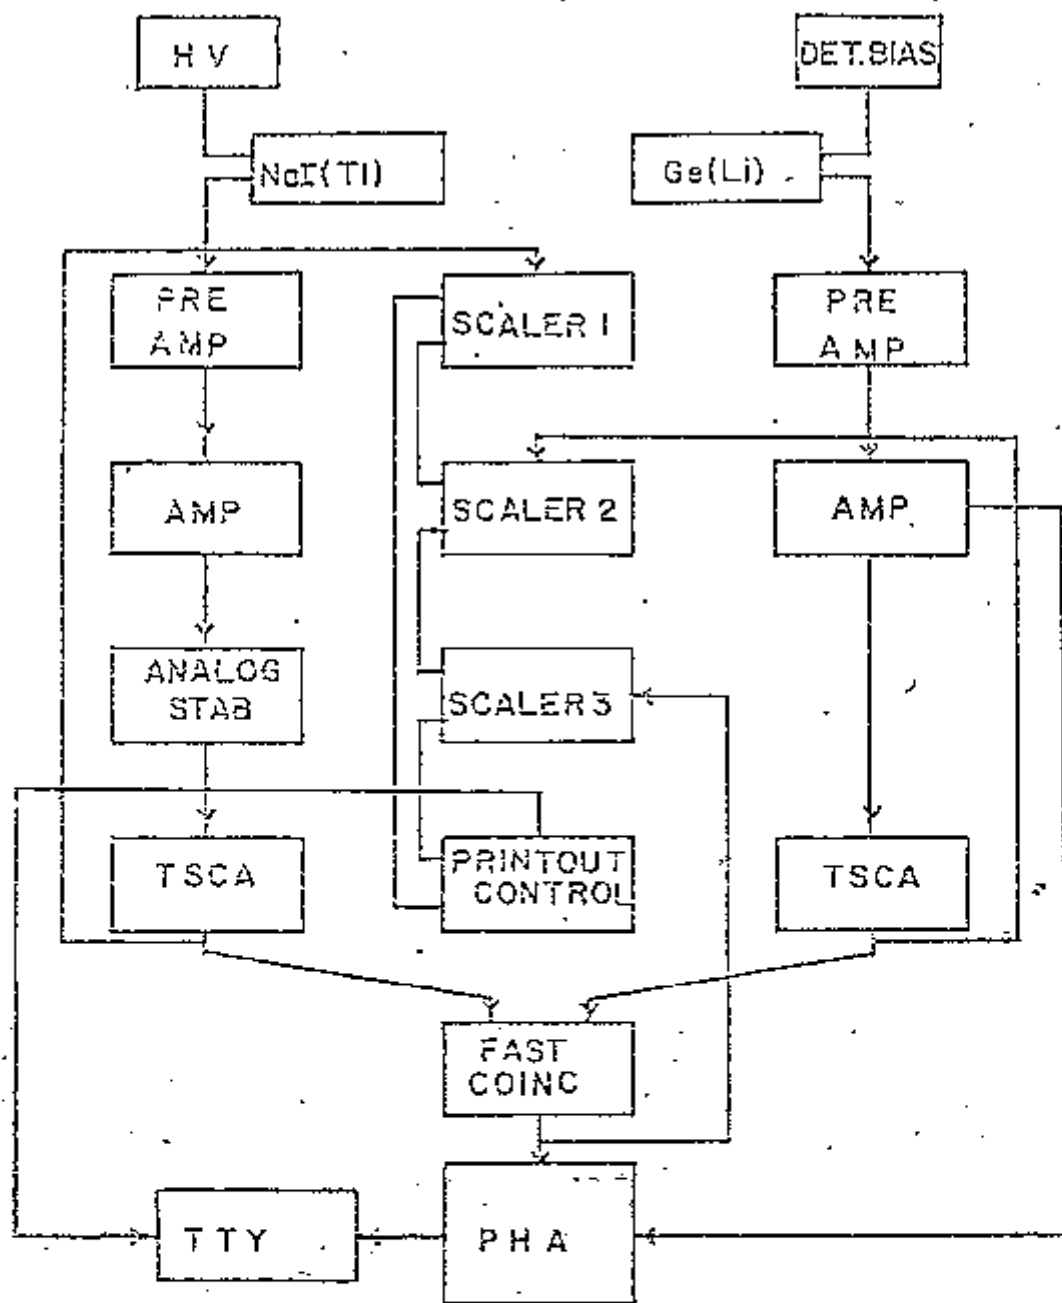 HV
DET. BIAS
NaI(Tl)
Ge(Li)
PRE
AMP
SCALER 1
PRE
AMP
AMP
SCALER 2
AMP
ANALOG
STAB
SCALER 3
TSCA
PRINTOUT
CONTROL
TSCA
FAST
COINC
TTY
PHA